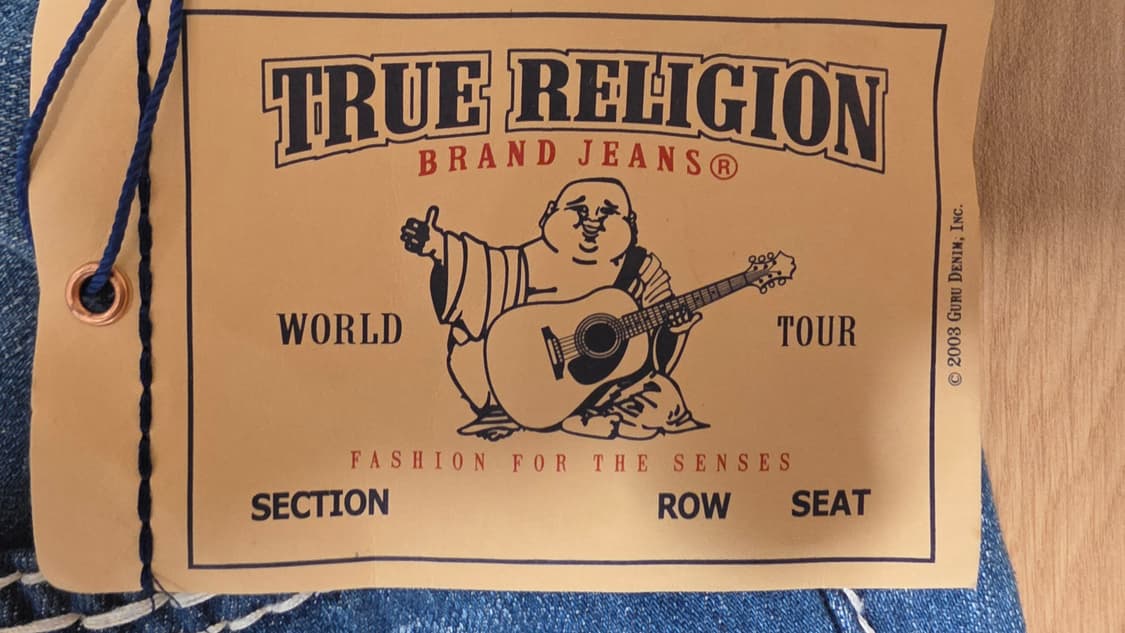 TRUE RELIGION
BRAND JEANS®
WORLD TOUR
FASHION FOR THE SENSES
SECTION ROW SEAT
© 2003 GURU DENIM, INC.